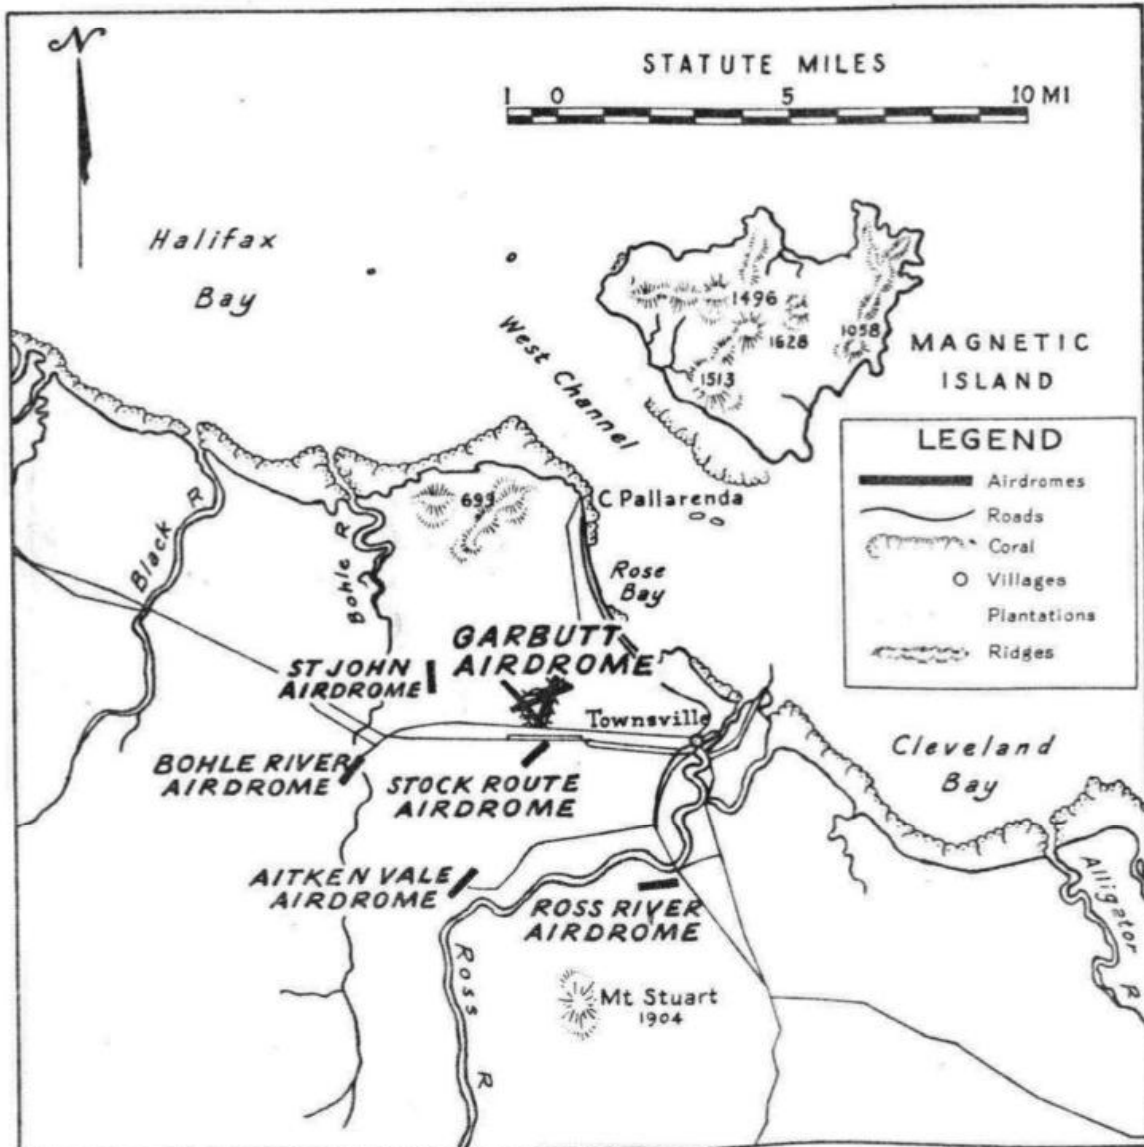 N
STATUTE MILES
1 0 5 10 MI
Halifax
Bay
West Channel
1496
1628
1058
1513
MAGNETIC
ISLAND
LEGEND
Airdromes
Roads
Coral
Villages
Plantations
Ridges
699
C Pallarenda
Black R
Bohle R
Rose
Bay
GARBUTT
AIRDROME
ST JOHN
AIRDROME
Townsville
Cleveland
Bay
BOHLE RIVER
AIRDROME
STOCK ROUTE
AIRDROME
AITKEN VALE
AIRDROME
ROSS RIVER
AIRDROME
Alligator R
Ross R
Mt Stuart
1904